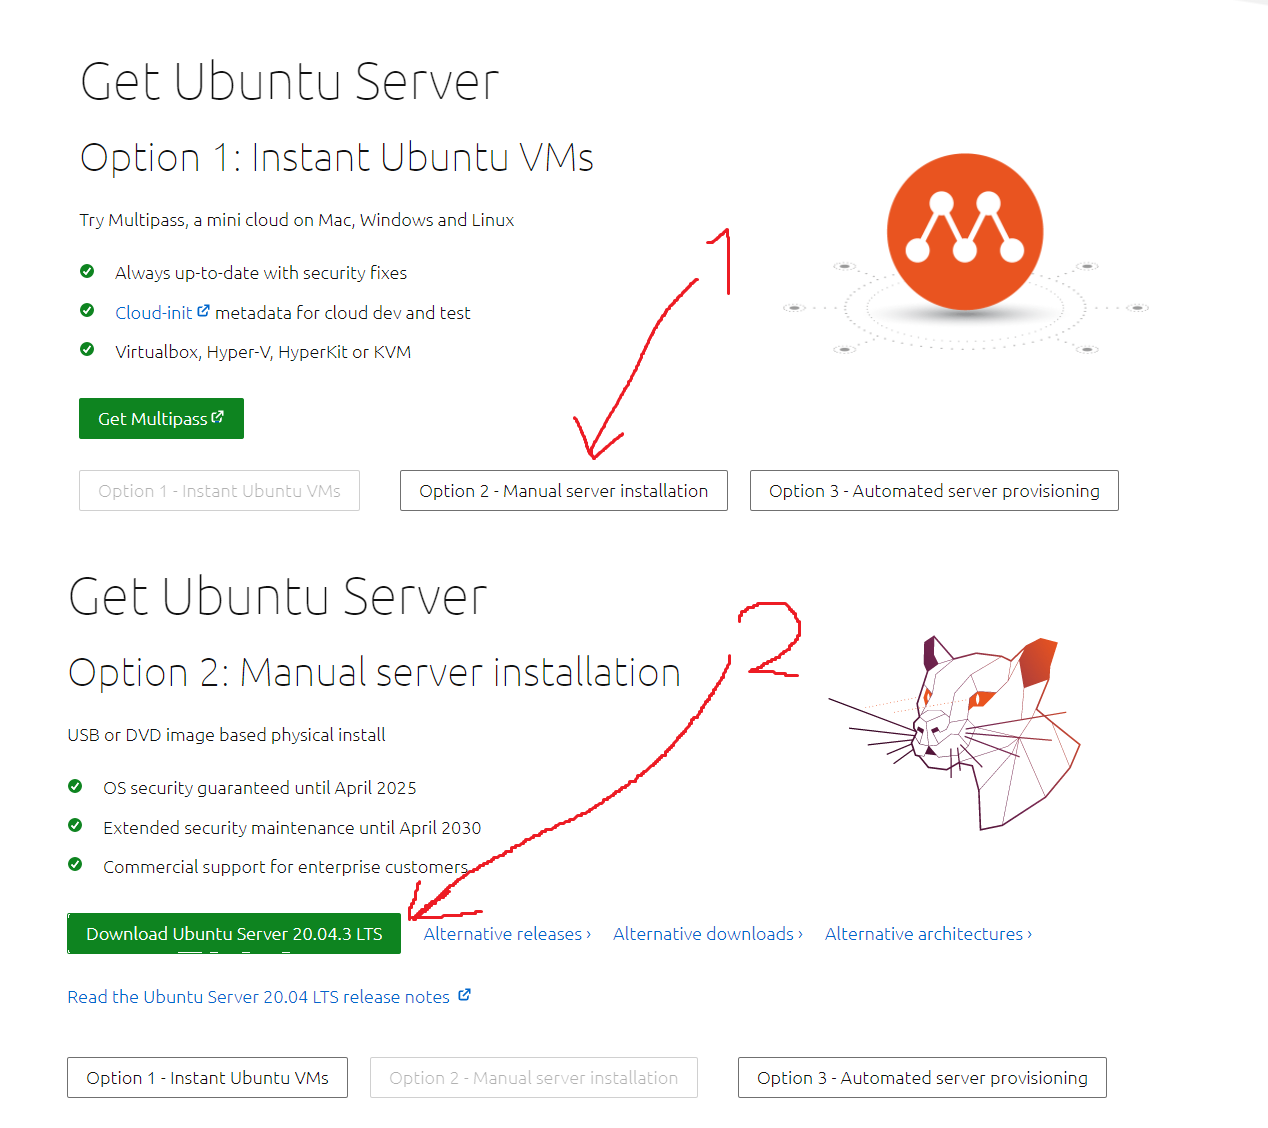 Get Ubuntu Server
Option 1: Instant Ubuntu VMs
Try Multipass, a mini cloud on Mac, Windows and Linux
1
Always up-to-date with security fixes
Cloud-init metadata for cloud dev and test
Virtualbox, Hyper-V, HyperKit or KVM
Get Multipass
Option 1 - Instant Ubuntu VMs Option 2 - Manual server installation Option 3 - Automated server provisioning
Get Ubuntu Server
2
Option 2: Manual server installation
USB or DVD image based physical install
OS security guaranteed until April 2025
Extended security maintenance until April 2030
Commercial support for enterprise customers
Download Ubuntu Server 20.04.3 LTS Alternative releases › Alternative downloads › Alternative architectures ›
Read the Ubuntu Server 20.04 LTS release notes
Option 1 - Instant Ubuntu VMs Option 2 - Manual server installation Option 3 - Automated server provisioning